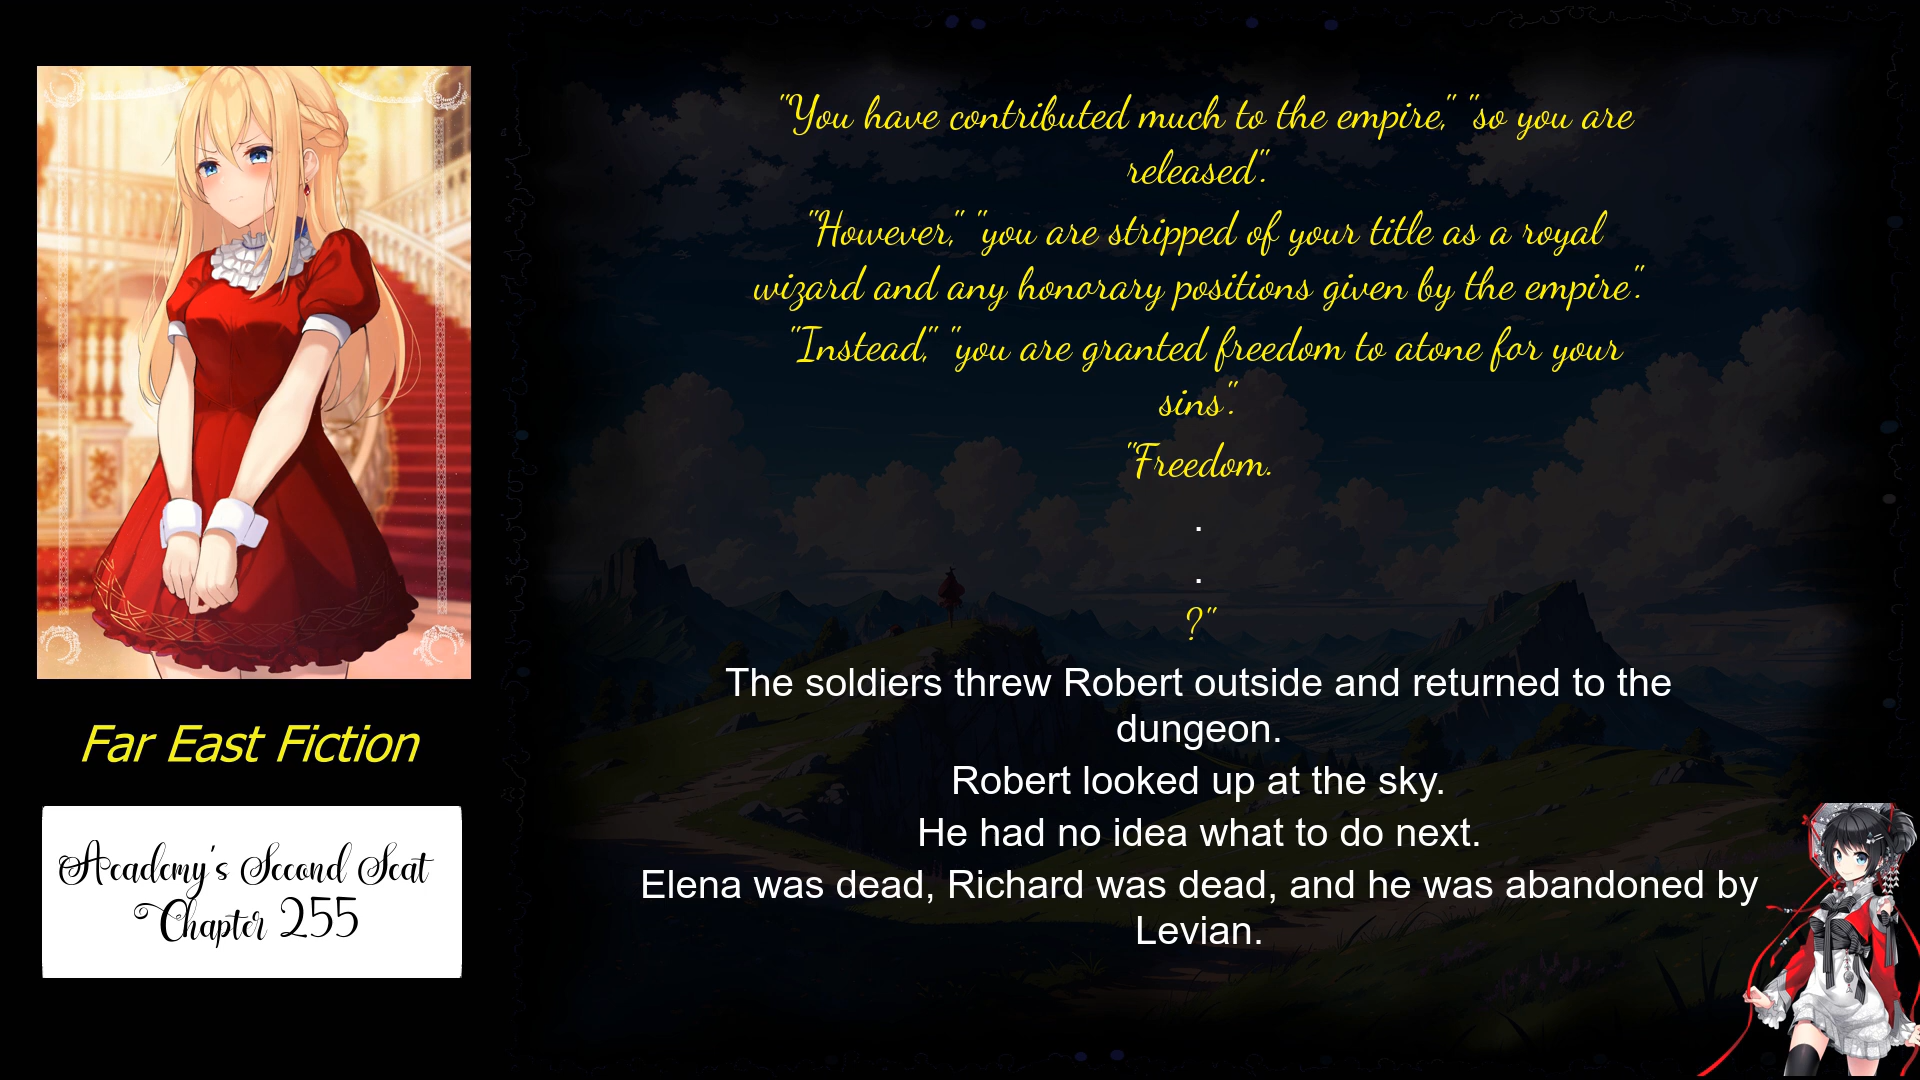 "You have contributed much to the empire," "so you are
released".
"However," "you are stripped of your title as a royal
wizard and any honorary positions given by the empire".
"Instead," "you are granted freedom to atone for your
sins".
"Freedom.
.
.
?"
The soldiers threw Robert outside and returned to the
dungeon.
Robert looked up at the sky.
He had no idea what to do next.
Elena was dead, Richard was dead, and he was abandoned by
Levian.
Far East Fiction
Academy's Second Seat
Chapter 255